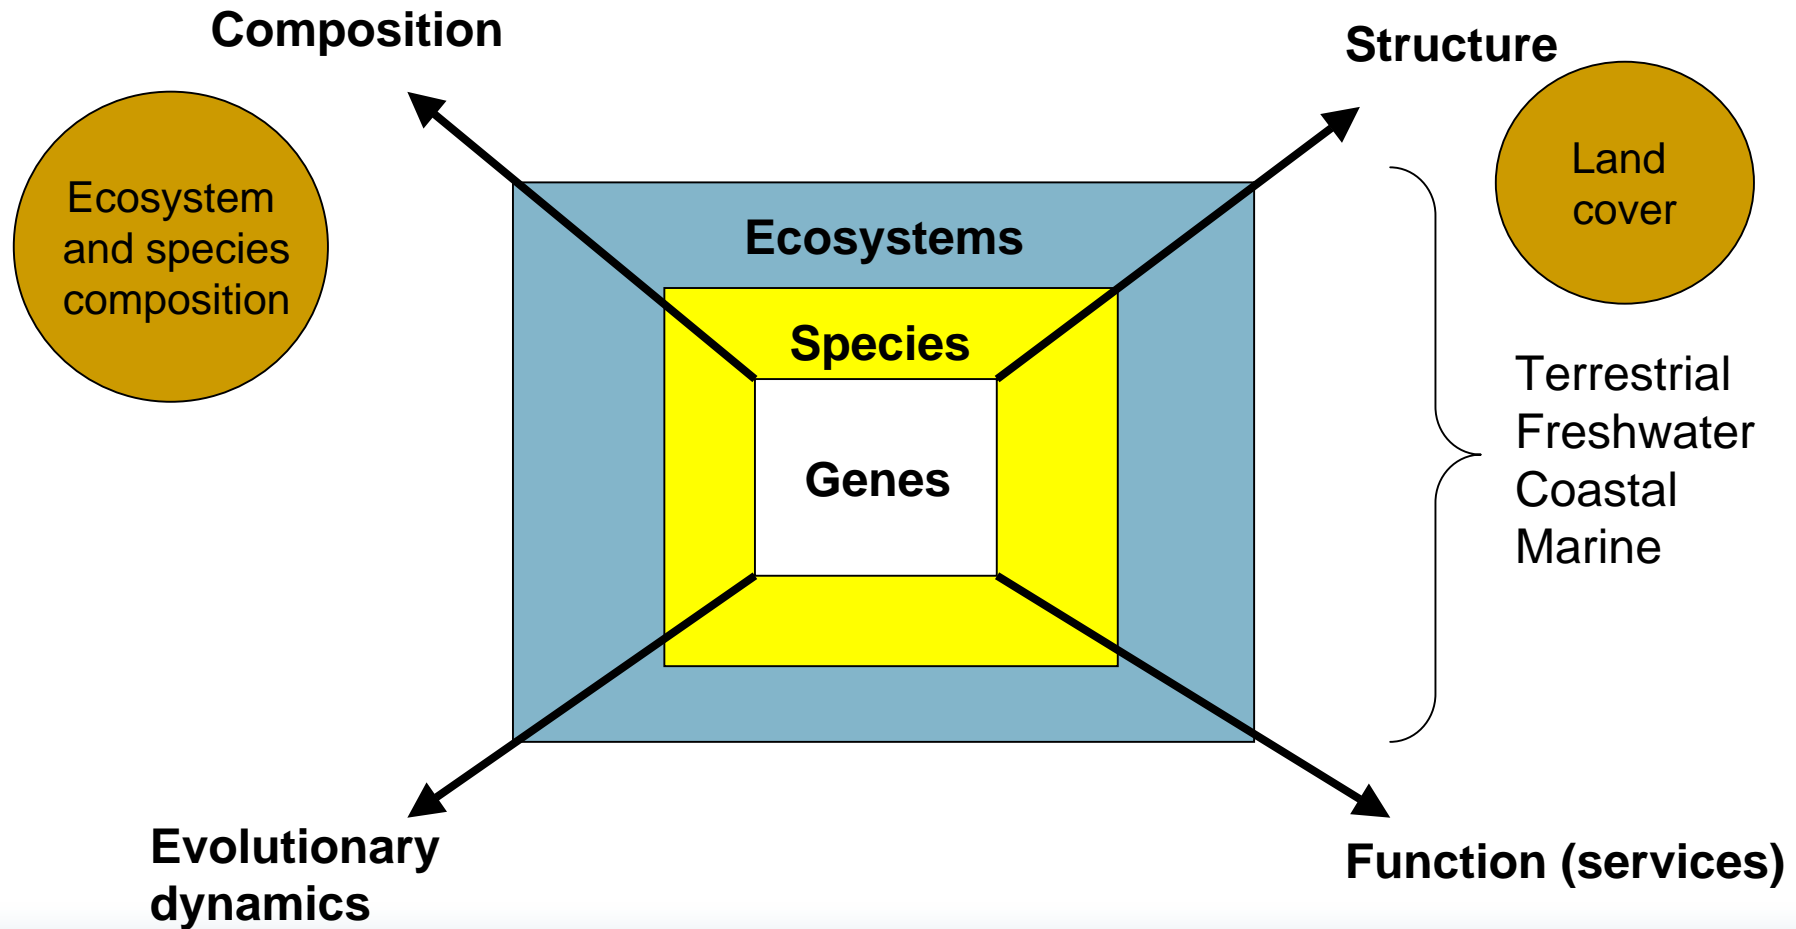 Composition
Structure
Ecosystem
and species
composition
Land
cover
Ecosystems
Species
Genes
Terrestrial
Freshwater
Coastal
Marine
Evolutionary
dynamics
Function (services)